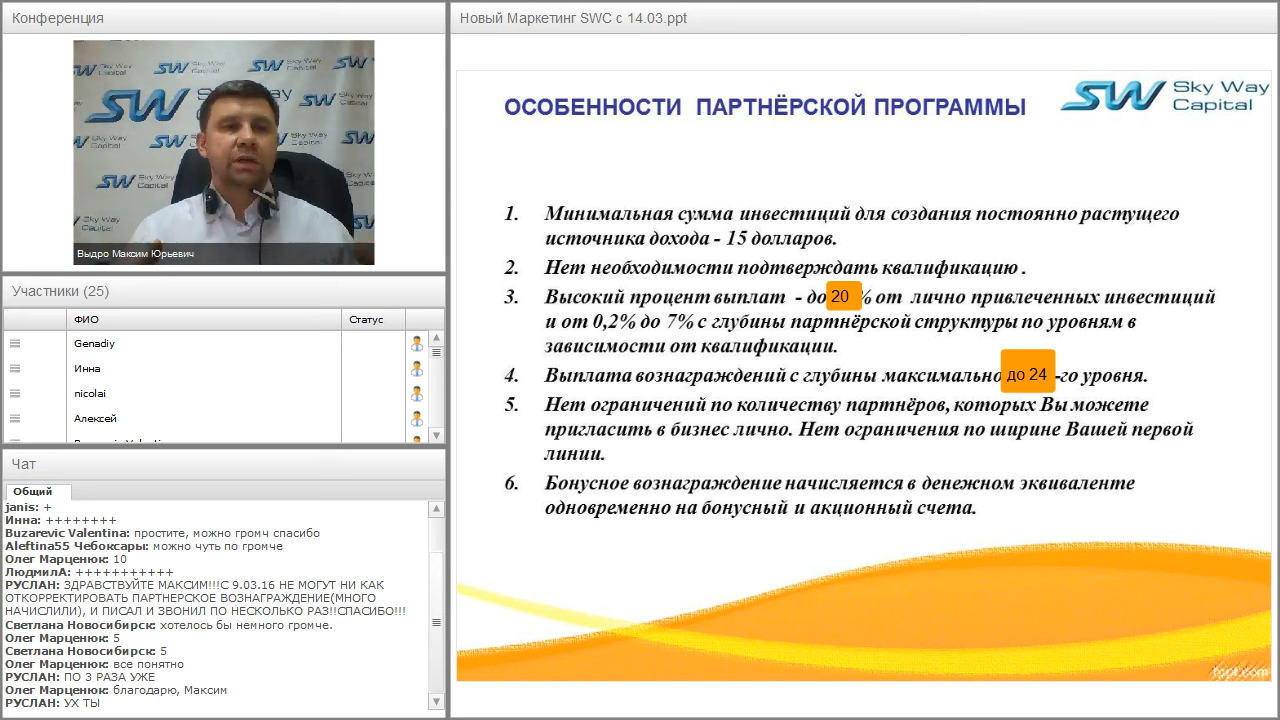 Конференция
SW Sky Way Capital
Выдро Максим Юрьевич
Участники (25)
ФИО Статус
Genadiy
Инна
nicolai
Алексей
Чат
Общий
janis: +
Инна: ++++++++
Buzarevic Valentina: простите, можно громч спасибо
Aleftina55 Чебоксары: можно чуть по громче
Олег Марценюк: 10
ЛюдмилА: +++++++++++
РУСЛАН: ЗДРАВСТВУЙТЕ МАКСИМ!!!С 9.03.16 НЕ МОГУТ НИ КАК
ОТКОРРЕКТИРОВАТЬ ПАРТНЕРСКОЕ ВОЗНАГРАЖДЕНИЕ(МНОГО
НАЧИСЛИЛИ), И ПИСАЛ И ЗВОНИЛ ПО НЕСКОЛЬКО РАЗ!!СПАСИБО!!!
Светлана Новосибирск: хотелось бы немного громче.
Олег Марценюк: 5
Светлана Новосибирск: 5
Олег Марценюк: все понятно
РУСЛАН: ПО 3 РАЗА УЖЕ
Олег Марценюк: благодарю, Максим
РУСЛАН: УХ ТЫ
Новый Маркетинг SWC с 14.03.ppt
ОСОБЕННОСТИ ПАРТНЁРСКОЙ ПРОГРАММЫ
SW Sky Way
Capital
1. Минимальная сумма инвестиций для создания постоянно растущего
источника дохода - 15 долларов.
2. Нет необходимости подтверждать квалификацию .
3. Высокий процент выплат - до 20 % от лично привлеченных инвестиций
и от 0,2% до 7% с глубины партнёрской структуры по уровням в
зависимости от квалификации.
4. Выплата вознаграждений с глубины максимально до 24 -го уровня.
5. Нет ограничений по количеству партнёров, которых Вы можете
пригласить в бизнес лично. Нет ограничения по ширине Вашей первой
линии.
6. Бонусное вознаграждение начисляется в денежном эквиваленте
одновременно на бонусный и акционный счета.
fppt.com